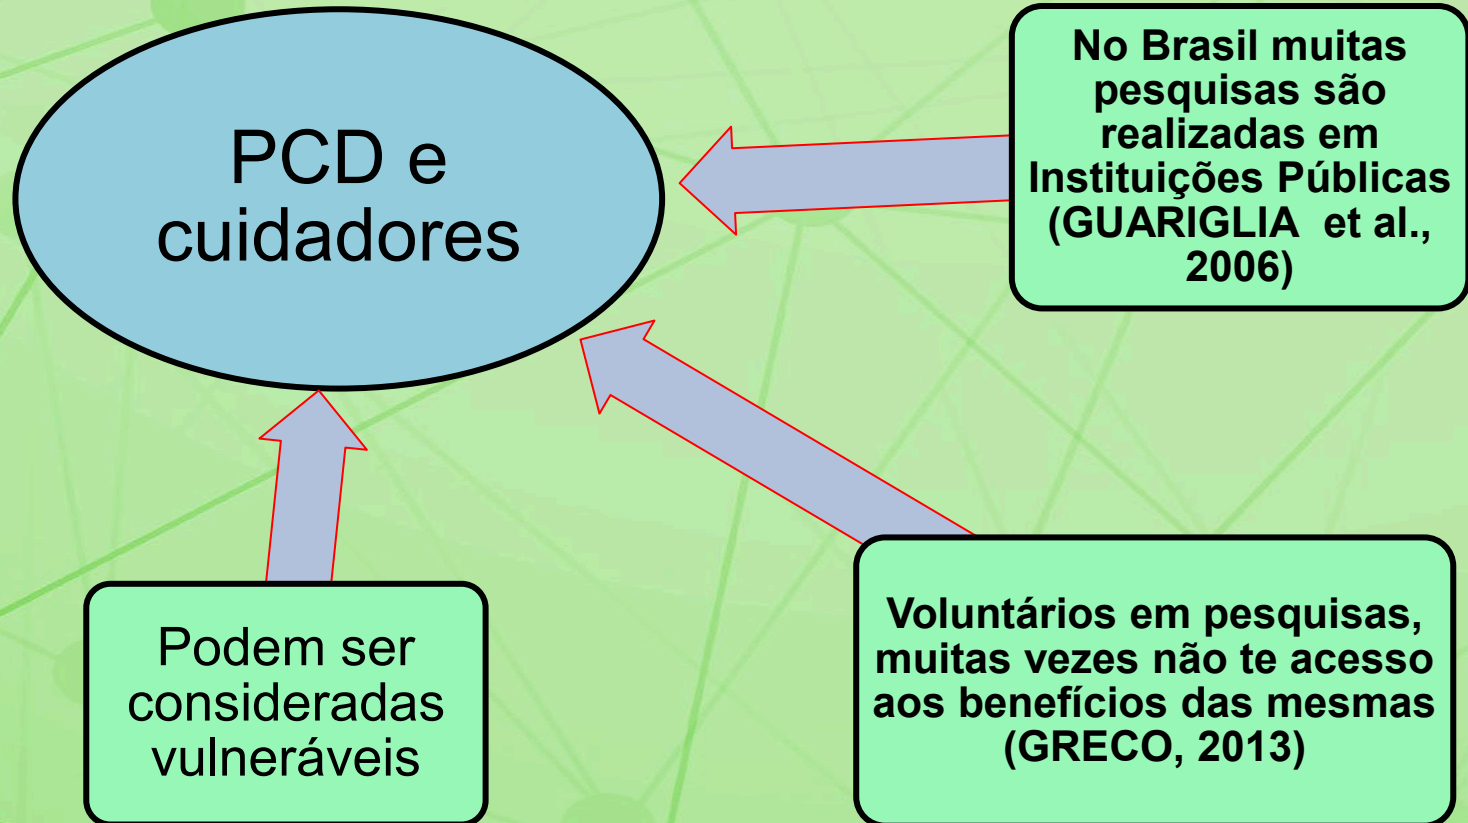 PCD e
cuidadores
No Brasil muitas
pesquisas são
realizadas em
Instituições Públicas
(GUARIGLIA et al.,
2006)
Podem ser
consideradas
vulneráveis
Voluntários em pesquisas,
muitas vezes não te acesso
aos benefícios das mesmas
(GRECO, 2013)